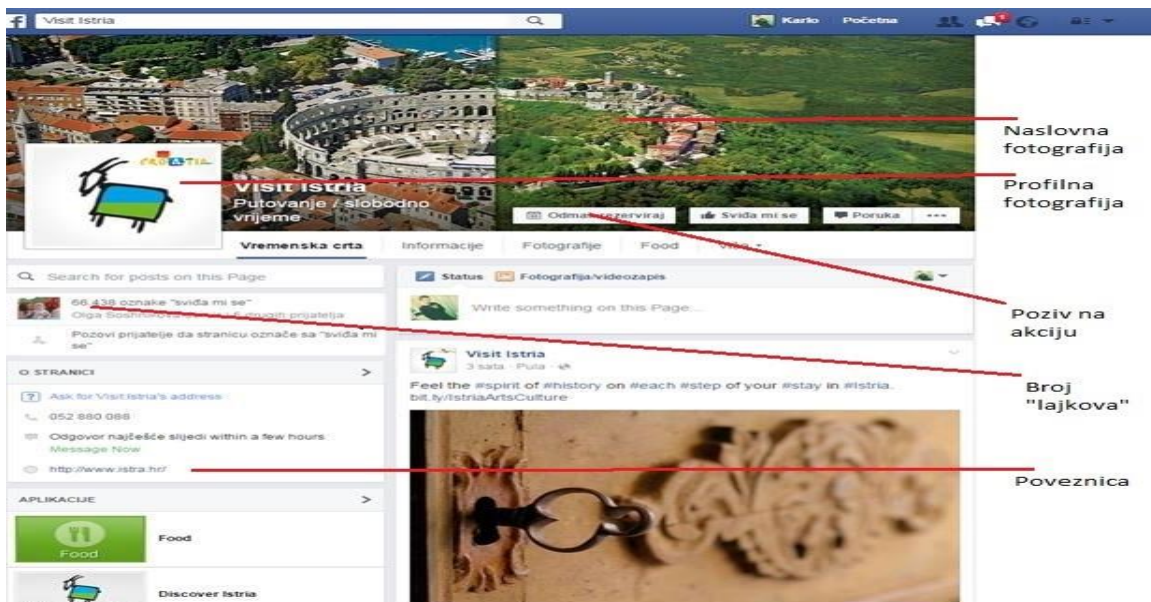 f Visit Istria Karlo Početna
CROATIA
Visit Istria
Putovanje / slobodno
vrijeme
Odmah rezerviraj Sviđa mi se Poruka
Vremenska crta Informacije Fotografije Food Više
Search for posts on this Page
66.438 oznake "sviđa mi se"
Olga drugih prijatelja
Pozovi prijatelje da stranicu označe sa "sviđa mi
se"
O STRANICI >
? Ask for Visit Istria's address
052 880 088
Odgovor najčešće slijedi within a few hours
Message Now
http://www.istra.hr/
APLIKACIJE >
Food
Food
Discover Istria
Status Fotografija/videozapis
Write something on this Page...
Visit Istria
3 sata · Pula ·
Feel the #spirit of #history on #each #step of your #stay in #Istria.
bit.ly/IstriaArtsCulture
Naslovna
fotografija
Profilna
fotografija
Poziv na
akciju
Broj
"lajkova"
Poveznica